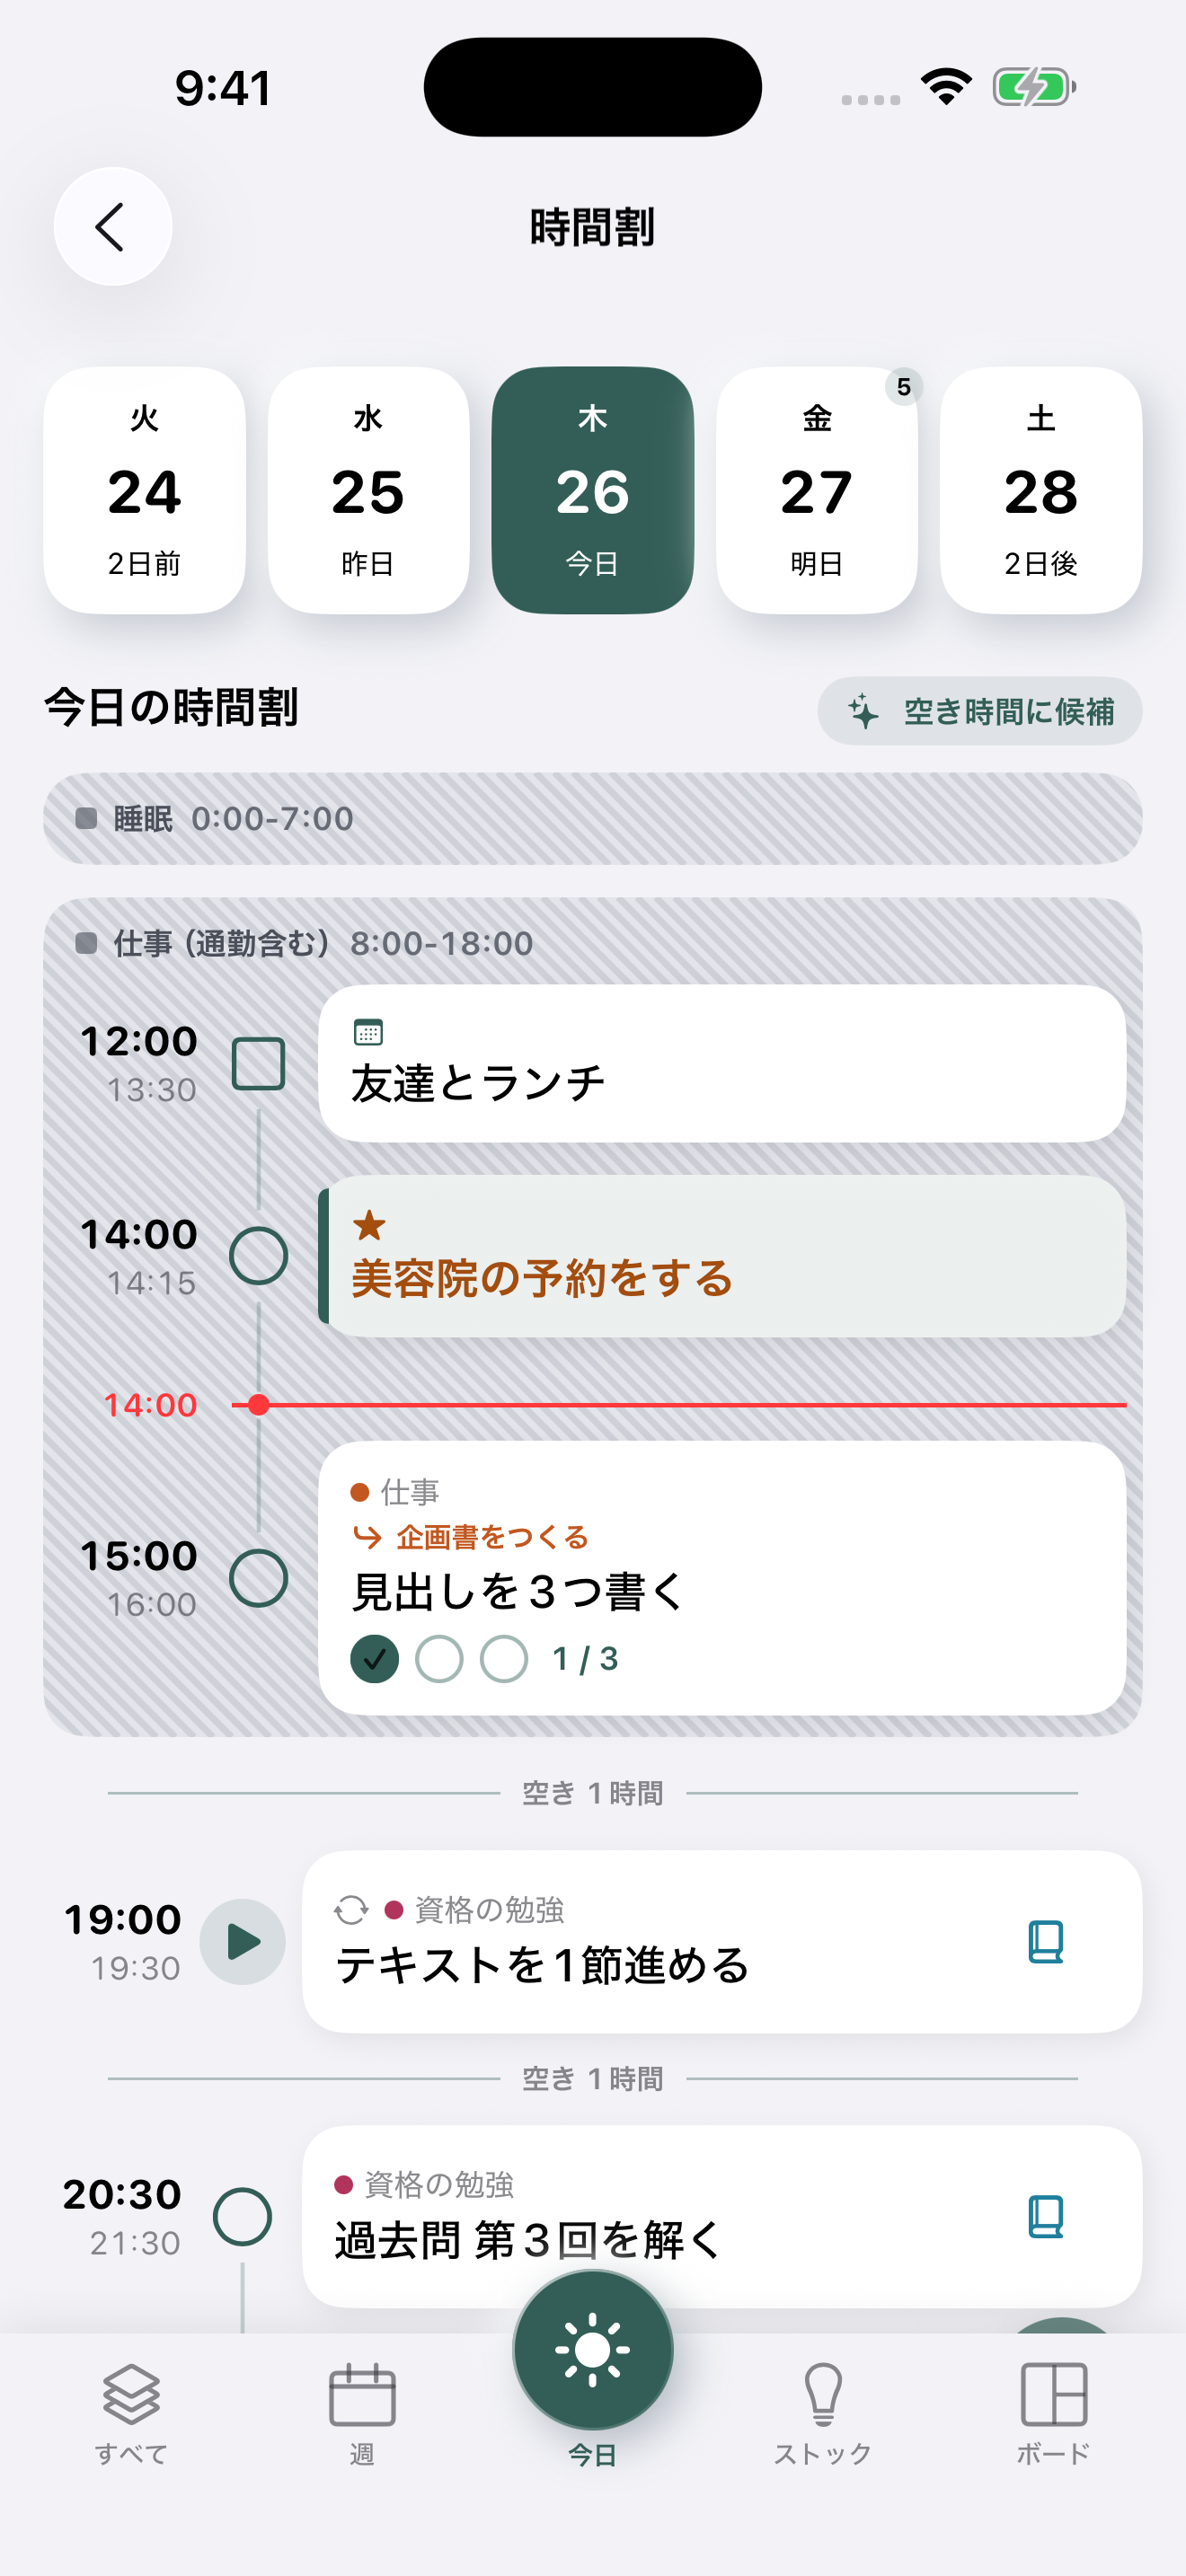 9:41
時間割
火
24
2日前
水
25
昨日
木
26
今日
5
金
27
明日
土
28
2日後
今日の時間割
空き時間に候補
睡眠 0:00-7:00
仕事（通勤含む） 8:00-18:00
12:00
13:30
友達とランチ
14:00
14:15
美容院の予約をする
14:00
仕事
企画書をつくる
15:00
16:00
見出しを3つ書く
1 / 3
空き 1時間
19:00
19:30
資格の勉強
テキストを1節進める
空き 1時間
20:30
21:30
資格の勉強
過去問 第3回を解く
すべて
週
今日
ストック
ボード